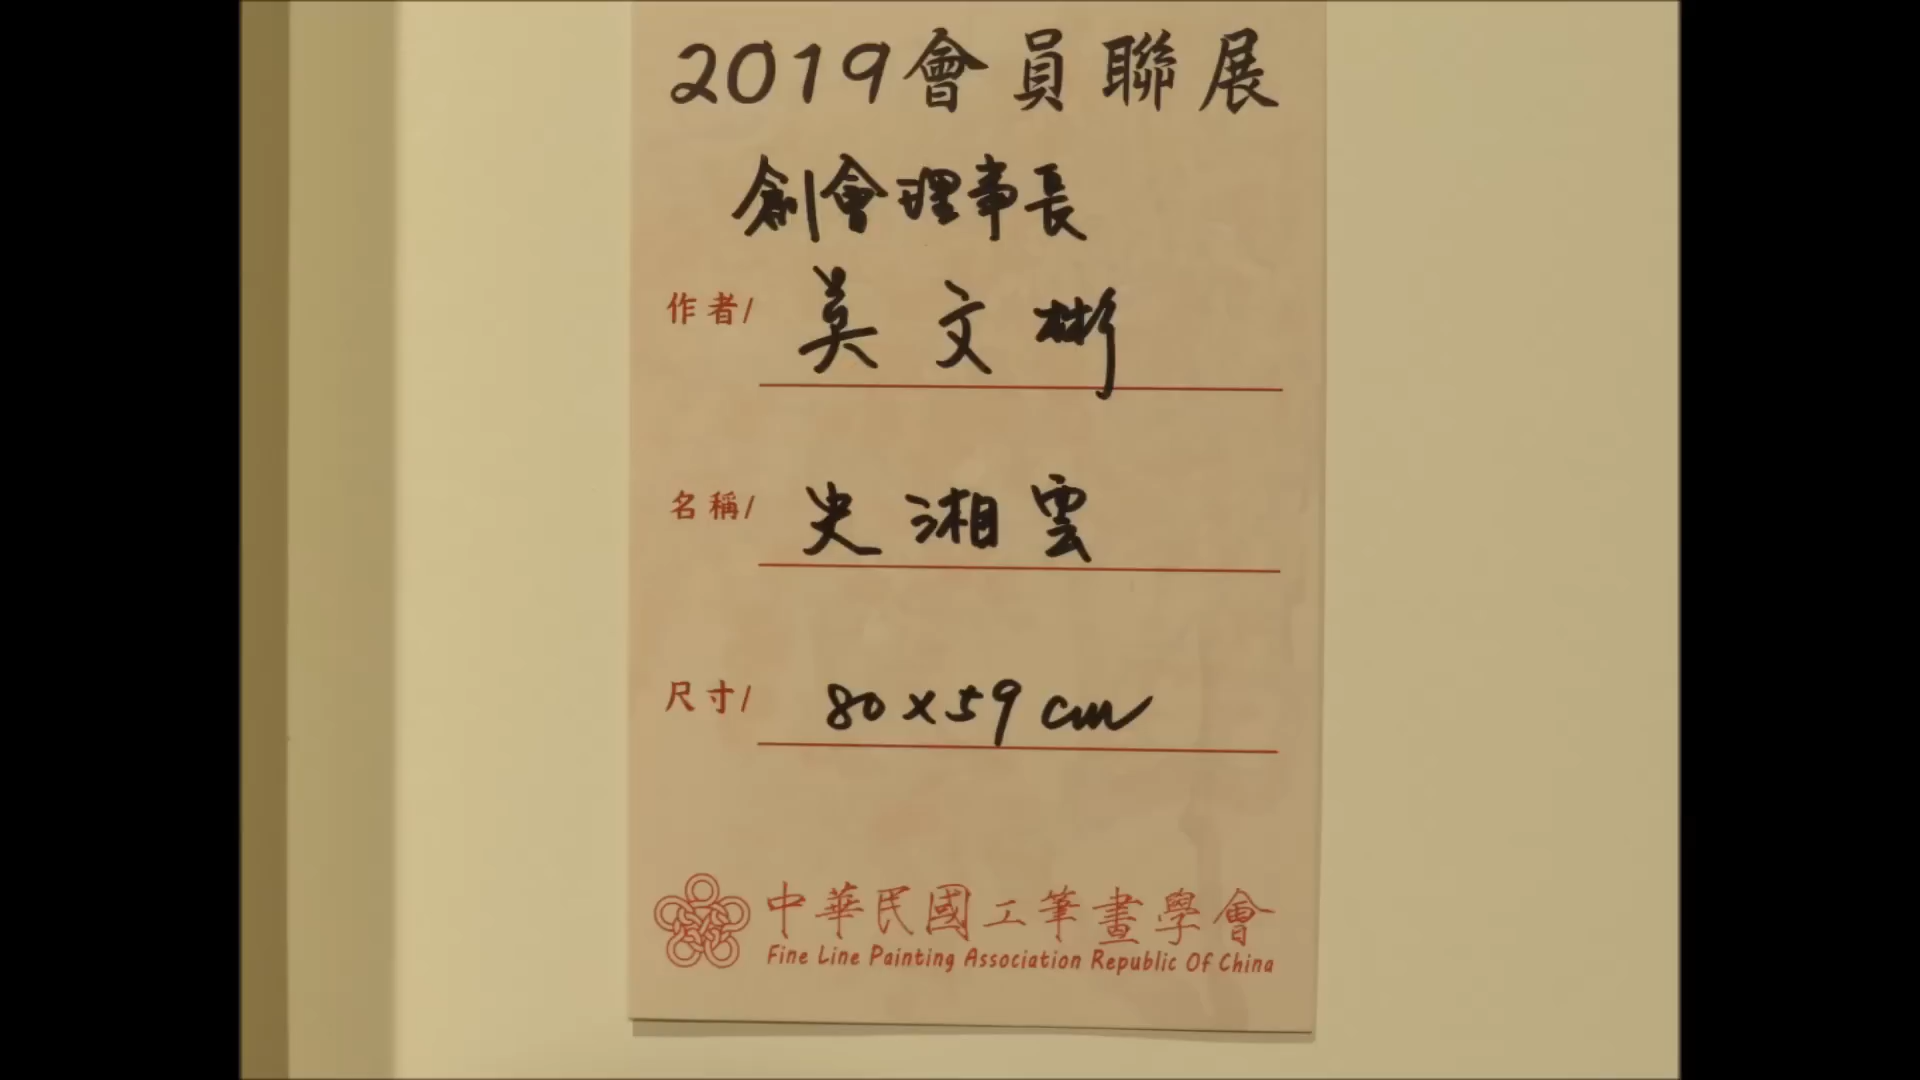 2019會員聯展
創會理事長
作者/ 吳文彬
名稱/ 史湘雲
尺寸/ 80x59cm
中華民國工筆畫學會
Fine Line Painting Association Republic Of China